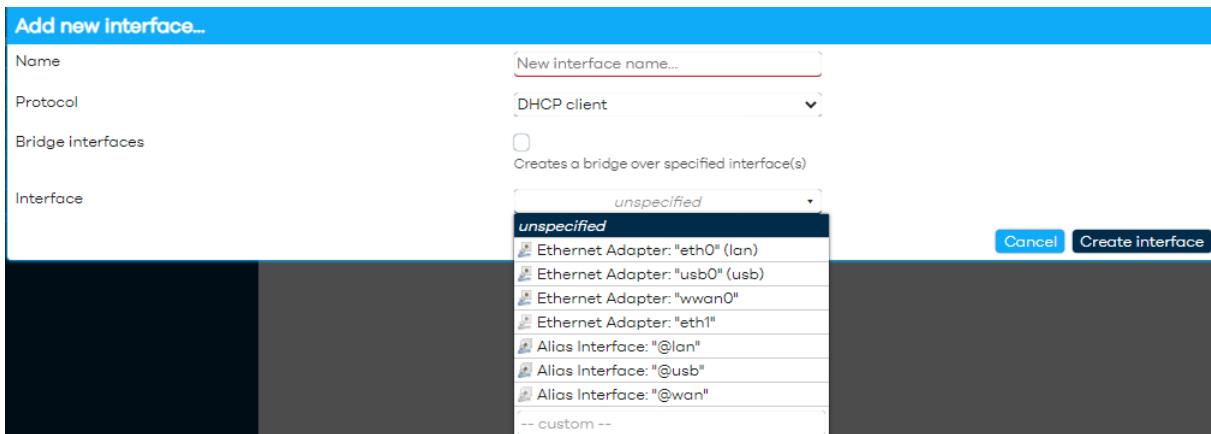 Add new interface...
Name
New interface name...
Protocol
DHCP client
Bridge interfaces
Creates a bridge over specified interface(s)
Interface
unspecified
unspecified
Ethernet Adapter: "eth0" (lan)
Ethernet Adapter: "usb0" (usb)
Ethernet Adapter: "wwan0"
Ethernet Adapter: "eth1"
Alias Interface: "@lan"
Alias Interface: "@usb"
Alias Interface: "@wan"
-- custom --
Cancel Create interface